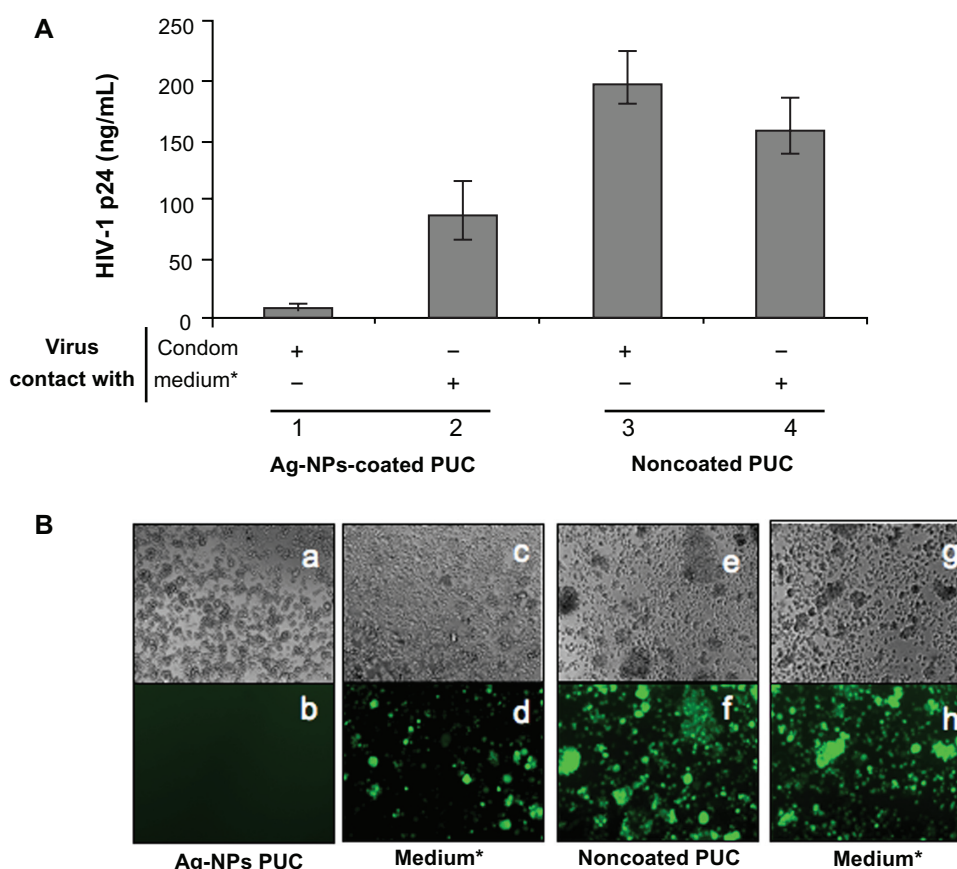 A
HIV-1 p24 (ng/mL)
250
200
150
100
50
0
Virus contact with
Condom + − + −
medium* − + − +
1 2 3 4
Ag-NPs-coated PUC Noncoated PUC
B
a c e g
b d f h
Ag-NPs PUC Medium* Noncoated PUC Medium*